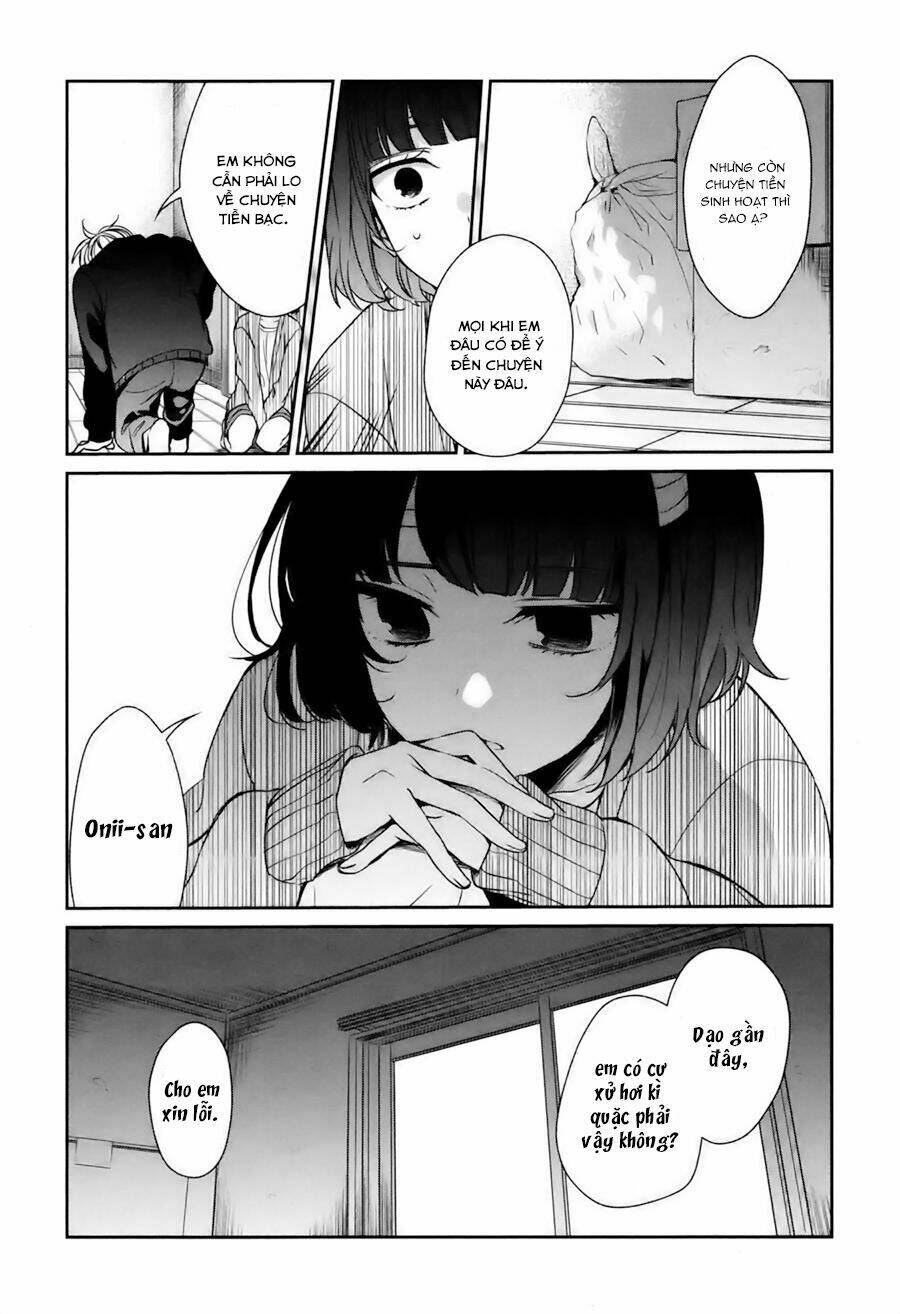 NHƯNG CÒN
CHUYỆN TIỀN
SINH HOẠT THÌ
SAO Ạ?
MỌI KHI EM
ĐÂU CÓ ĐỂ Ý
ĐẾN CHUYỆN
NÀY ĐÂU.
EM KHÔNG
CẦN PHẢI LO
VỀ CHUYỆN
TIỀN BẠC.
Onii-san
Dạo gần
đây,
em có cư
xử hơi kì
quặc phải
vậy không?
Cho em
xin lỗi.